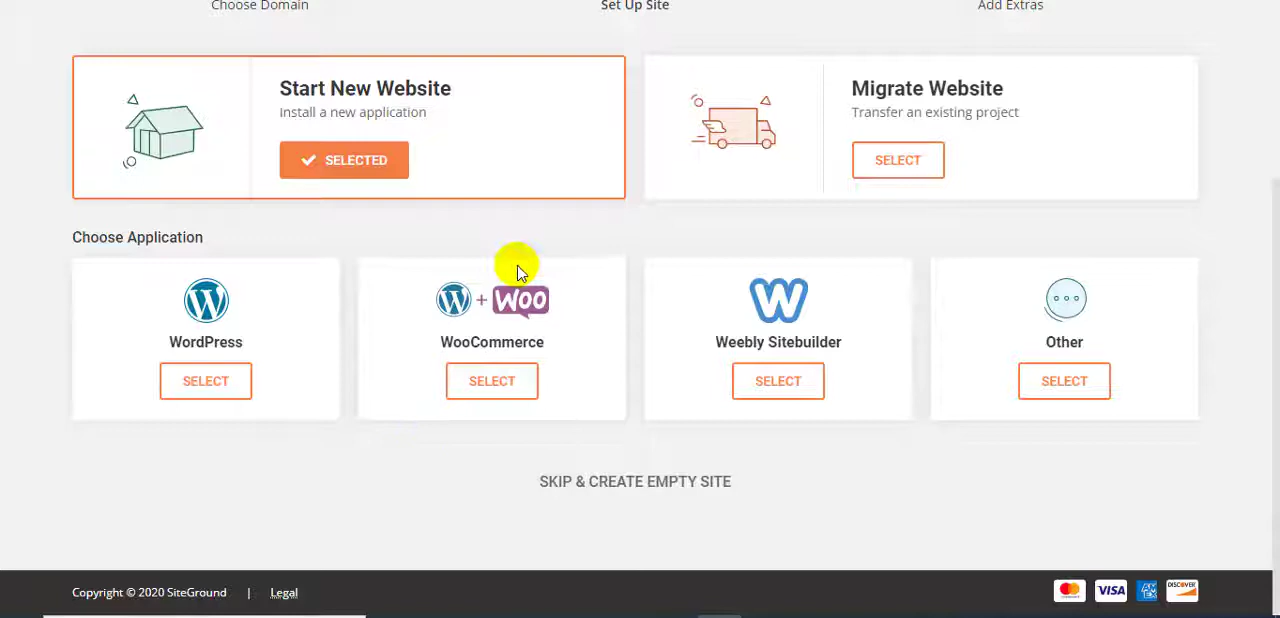 Choose Domain
Set Up Site
Add Extras
Start New Website
Install a new application
SELECTED
Migrate Website
Transfer an existing project
SELECT
Choose Application
W
WordPress
SELECT
W + WOO
WooCommerce
SELECT
W
Weebly Sitebuilder
SELECT
Other
SELECT
SKIP & CREATE EMPTY SITE
Copyright © 2020 SiteGround | Legal
VISA
AM EX
DISCOVER